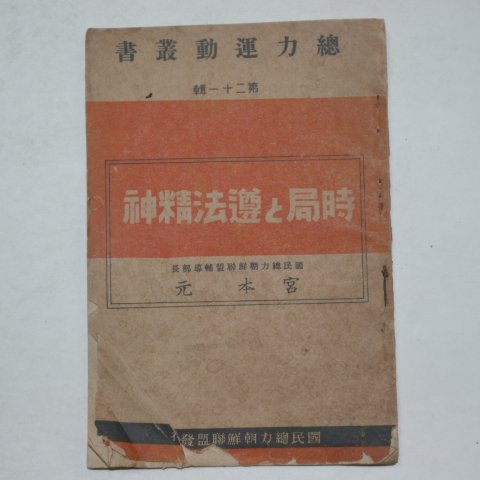 總力運動叢書
第二十一輯
時局と遵法精神
國民總力朝鮮聯盟輔導部長
宮本元
國民總力朝鮮聯盟發